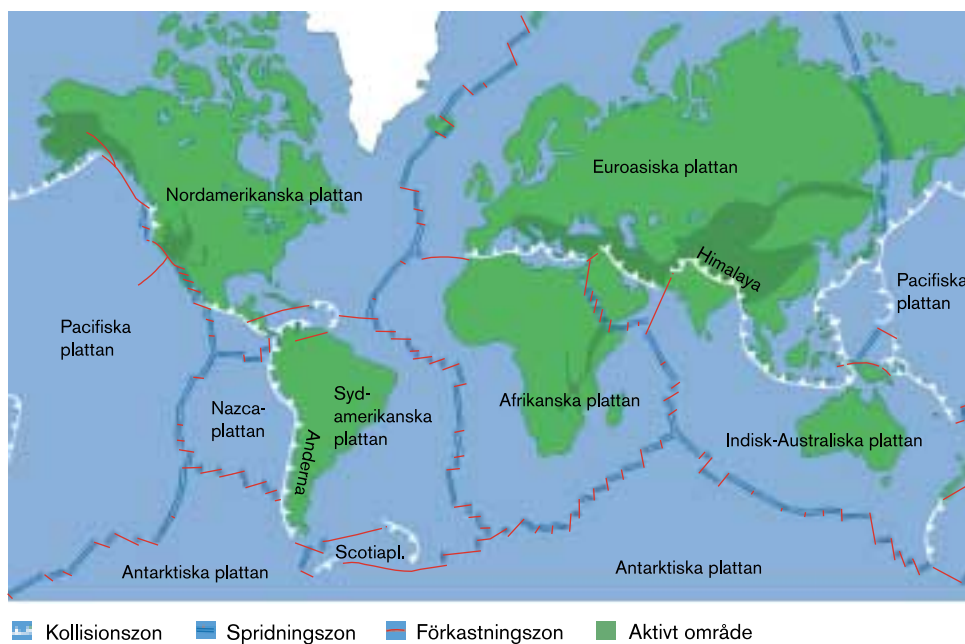 Nordamerikanska plattan
Euroasiska plattan
Himalaya
Pacifiska
plattan
Pacifiska
plattan
Nazca-
plattan
Syd-
amerikanska
plattan
Anderna
Afrikanska plattan
Indisk-Australiska plattan
Scotiapl.
Antarktiska plattan
Antarktiska plattan
Kollisionszon
Spridningszon
Förkastningszon
Aktivt område